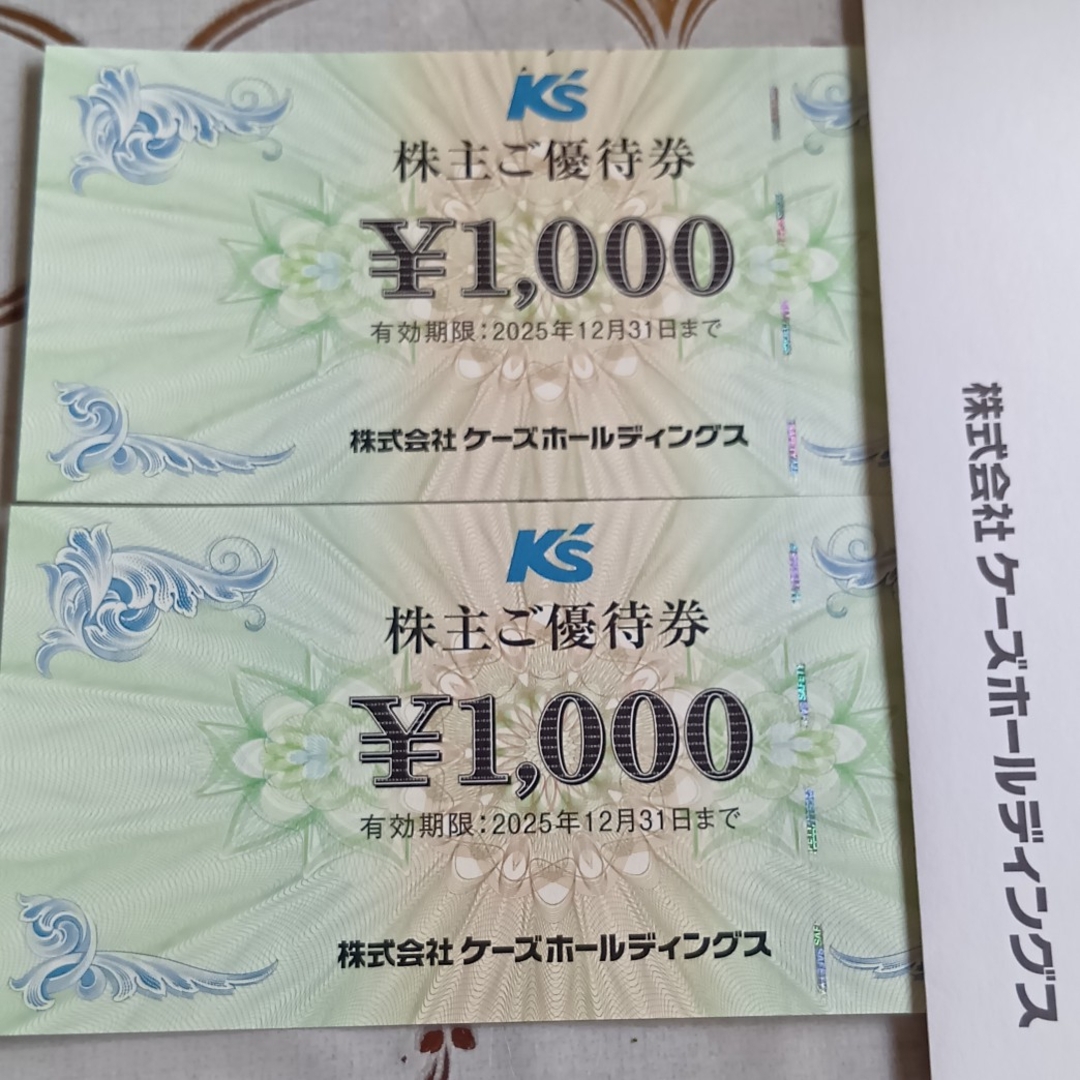 K's
株主ご優待券
¥1,000
有効期限：2025年12月31日まで
株式会社 ケーズホールディングス
K's
株主ご優待券
¥1,000
有効期限：2025年12月31日まで
株式会社 ケーズホールディングス
株式会社 ケーズホールディングス